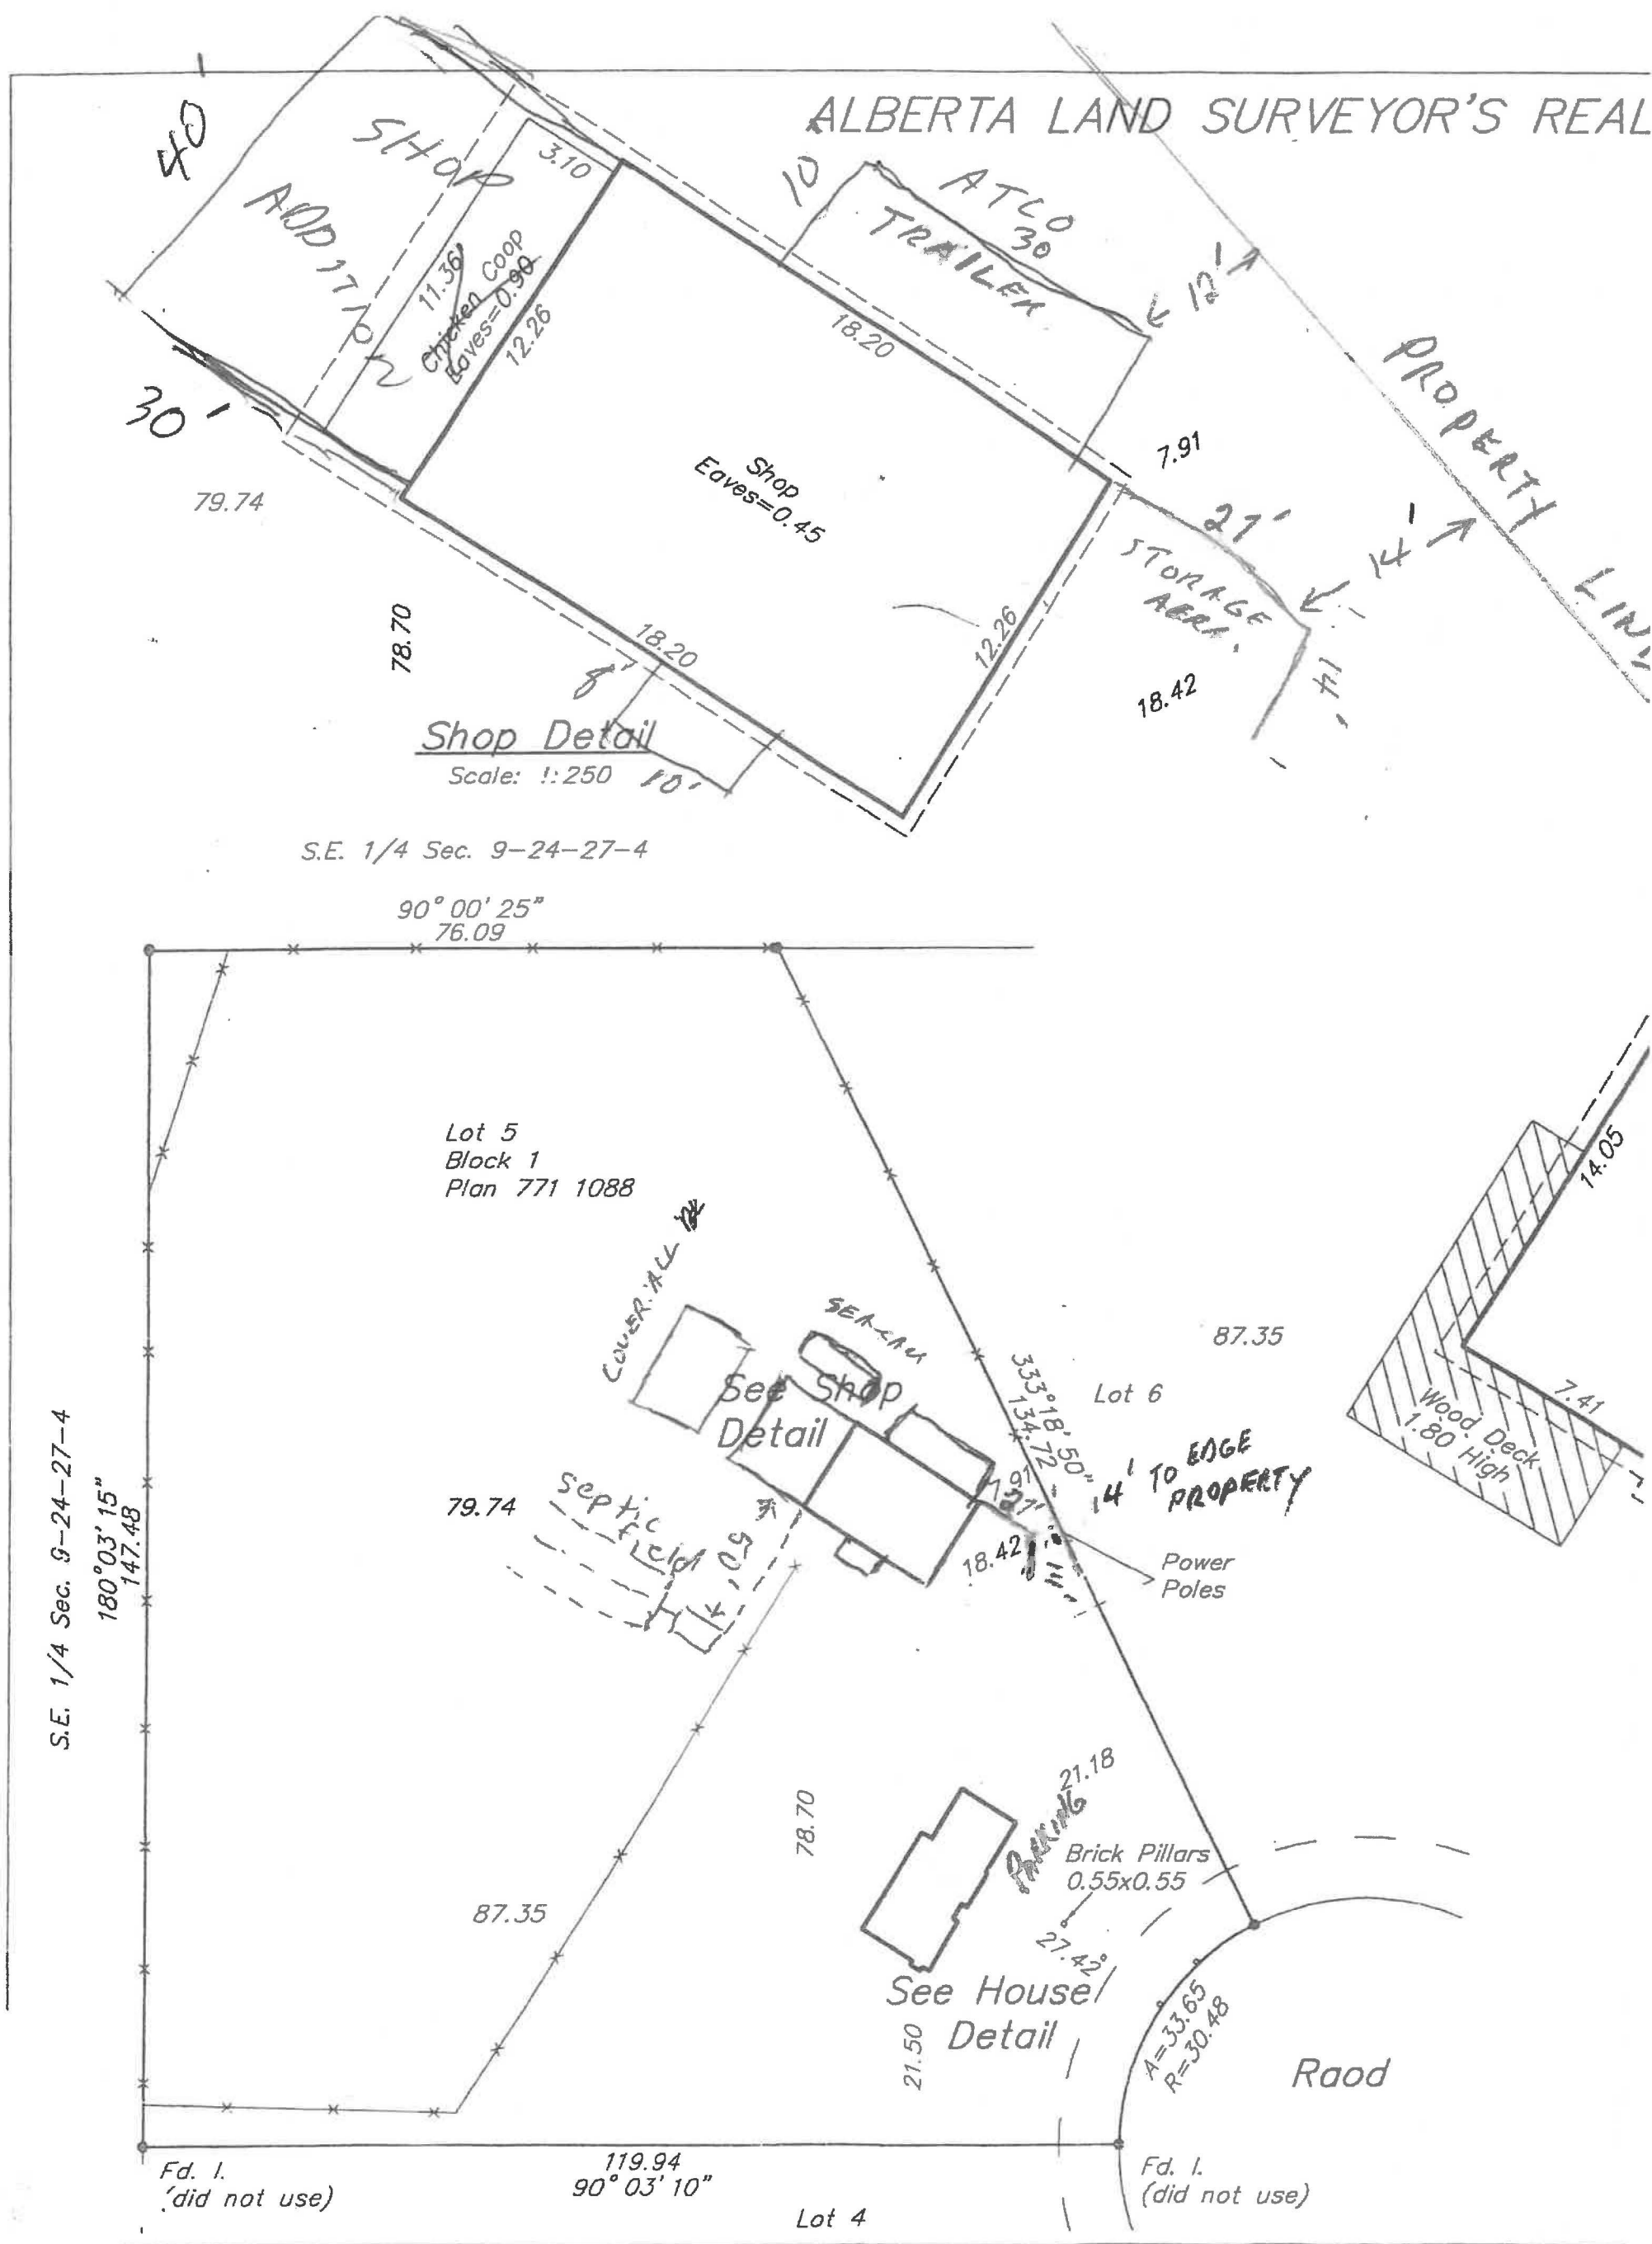 ALBERTA LAND SURVEYOR'S REAL
40'
SHOP
ADDITION
3.10
11.36
Chicken Coop
Eaves=0.90
12.26
30'
10
ATCO
30
TRAILER
12'
18.20
PROPERTY
LIN
7.91
Shop
Eaves=0.45
27'
14'
STORAGE
AERA.
79.74
78.70
18.20
12.26
8'
14'
18.42
Shop Detail
Scale: !:250
10'
S.E. 1/4 Sec. 9-24-27-4
90°00'25"
76.09
Lot 5
Block 1
Plan 771 1088
14.05
COVER.ALL
SEACAN
87.35
See Shop
Detail
333°18'50"
134.72
Lot 6
7.41
Wood Deck
1.80 High
7.91
27'
14' TO EDGE
PROPERTY
S.E. 1/4 Sec. 9-24-27-4
180°03'15"
147.48
79.74
septic
field
50'
18.42
Power
Poles
78.70
21.18
PARKING
Brick Pillars
0.55x0.55
87.35
27.42
See House
Detail
21.50
A=33.65
R=30.48
Raod
Fd. I.
(did not use)
119.94
90°03'10"
Fd. I.
(did not use)
Lot 4